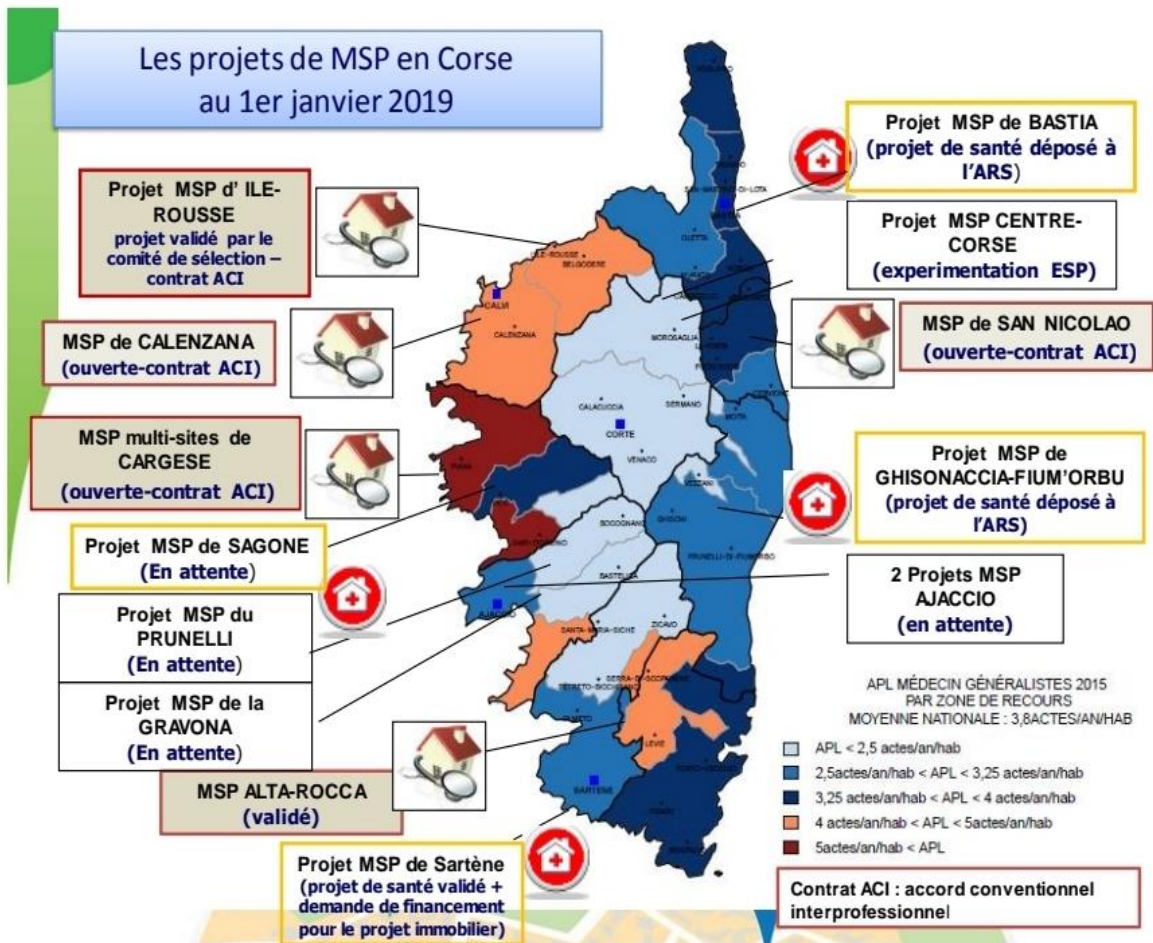 Les projets de MSP en Corse
au 1er janvier 2019
Projet MSP d' ILE-
ROUSSE
projet validé par le
comité de sélection –
contrat ACI
MSP de CALENZANA
(ouverte-contrat ACI)
MSP multi-sites de
CARGESE
(ouverte-contrat ACI)
Projet MSP de SAGONE
(En attente)
Projet MSP du
PRUNELLI
(En attente)
Projet MSP de la
GRAVONA
(En attente)
MSP ALTA-ROCCA
(validé)
Projet MSP de Sartène
(projet de santé validé +
demande de financement
pour le projet immobilier)
Projet MSP de BASTIA
(projet de santé déposé à
l'ARS)
Projet MSP CENTRE-
CORSE
(experimentation ESP)
MSP de SAN NICOLAO
(ouverte-contrat ACI)
Projet MSP de
GHISONACCIA-FIUM'ORBU
(projet de santé déposé à
l'ARS)
2 Projets MSP
AJACCIO
(en attente)
SAN-MARTINO-DI-LOTA
OLETTA
BELGODERE
CALVI
CALENZANA
MOROSAGLIA
CALACUCCIA
SERMANO
CORTE
VENACO
MOITA
VEZZANI
PIANA
GHISONI
BOCOGNANO
PRUNELLI-DI-FIUMORBO
BASTELICA
AJACCIO
SANTA-MARIA-SICHE
ZICAVO
SERRA-DI-SCOPAMENE
LEVIE
SARTENE
APL MÉDECIN GÉNÉRALISTES 2015
PAR ZONE DE RECOURS
MOYENNE NATIONALE : 3,8ACTES/AN/HAB
APL < 2,5 actes/an/hab
2,5actes/an/hab < APL < 3,25 actes/an/hab
3,25 actes/an/hab < APL < 4 actes/an/hab
4 actes/an/hab < APL < 5actes/an/hab
5actes/an/hab < APL
Contrat ACI : accord conventionnel
interprofessionnel